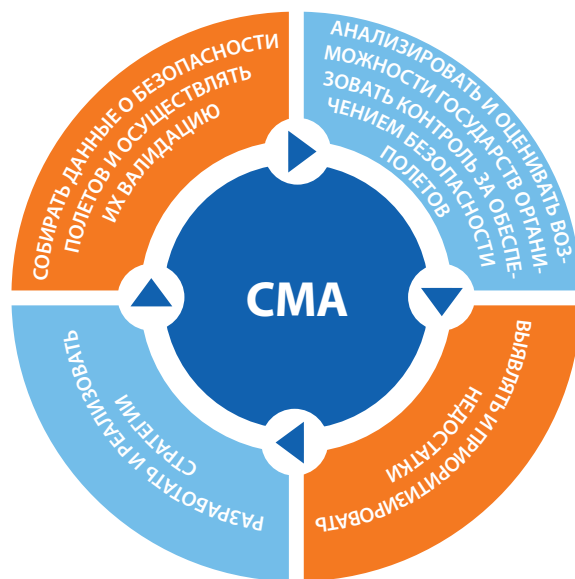 СОБИРАТЬ ДАННЫЕ О БЕЗОПАСНОСТИ
ПОЛЕТОВ И ОСУЩЕСТВЛЯТЬ
ИХ ВАЛИДАЦИЮ
АНАЛИЗИРОВАТЬ И ОЦЕНИВАТЬ ВОЗ-
МОЖНОСТИ ГОСУДАРСТВ ОРГАНИ-
ЗОВАТЬ КОНТРОЛЬ ЗА ОБЕСПЕ-
ЧЕНИЕМ БЕЗОПАСНОСТИ
ПОЛЕТОВ
CMA
ВЫЯВЛЯТЬ И ПРИОРИТИЗИРОВАТЬ
НЕДОСТАТКИ
РАЗРАБОТАТЬ И РЕАЛИЗОВАТЬ
СТРАТЕГИИ